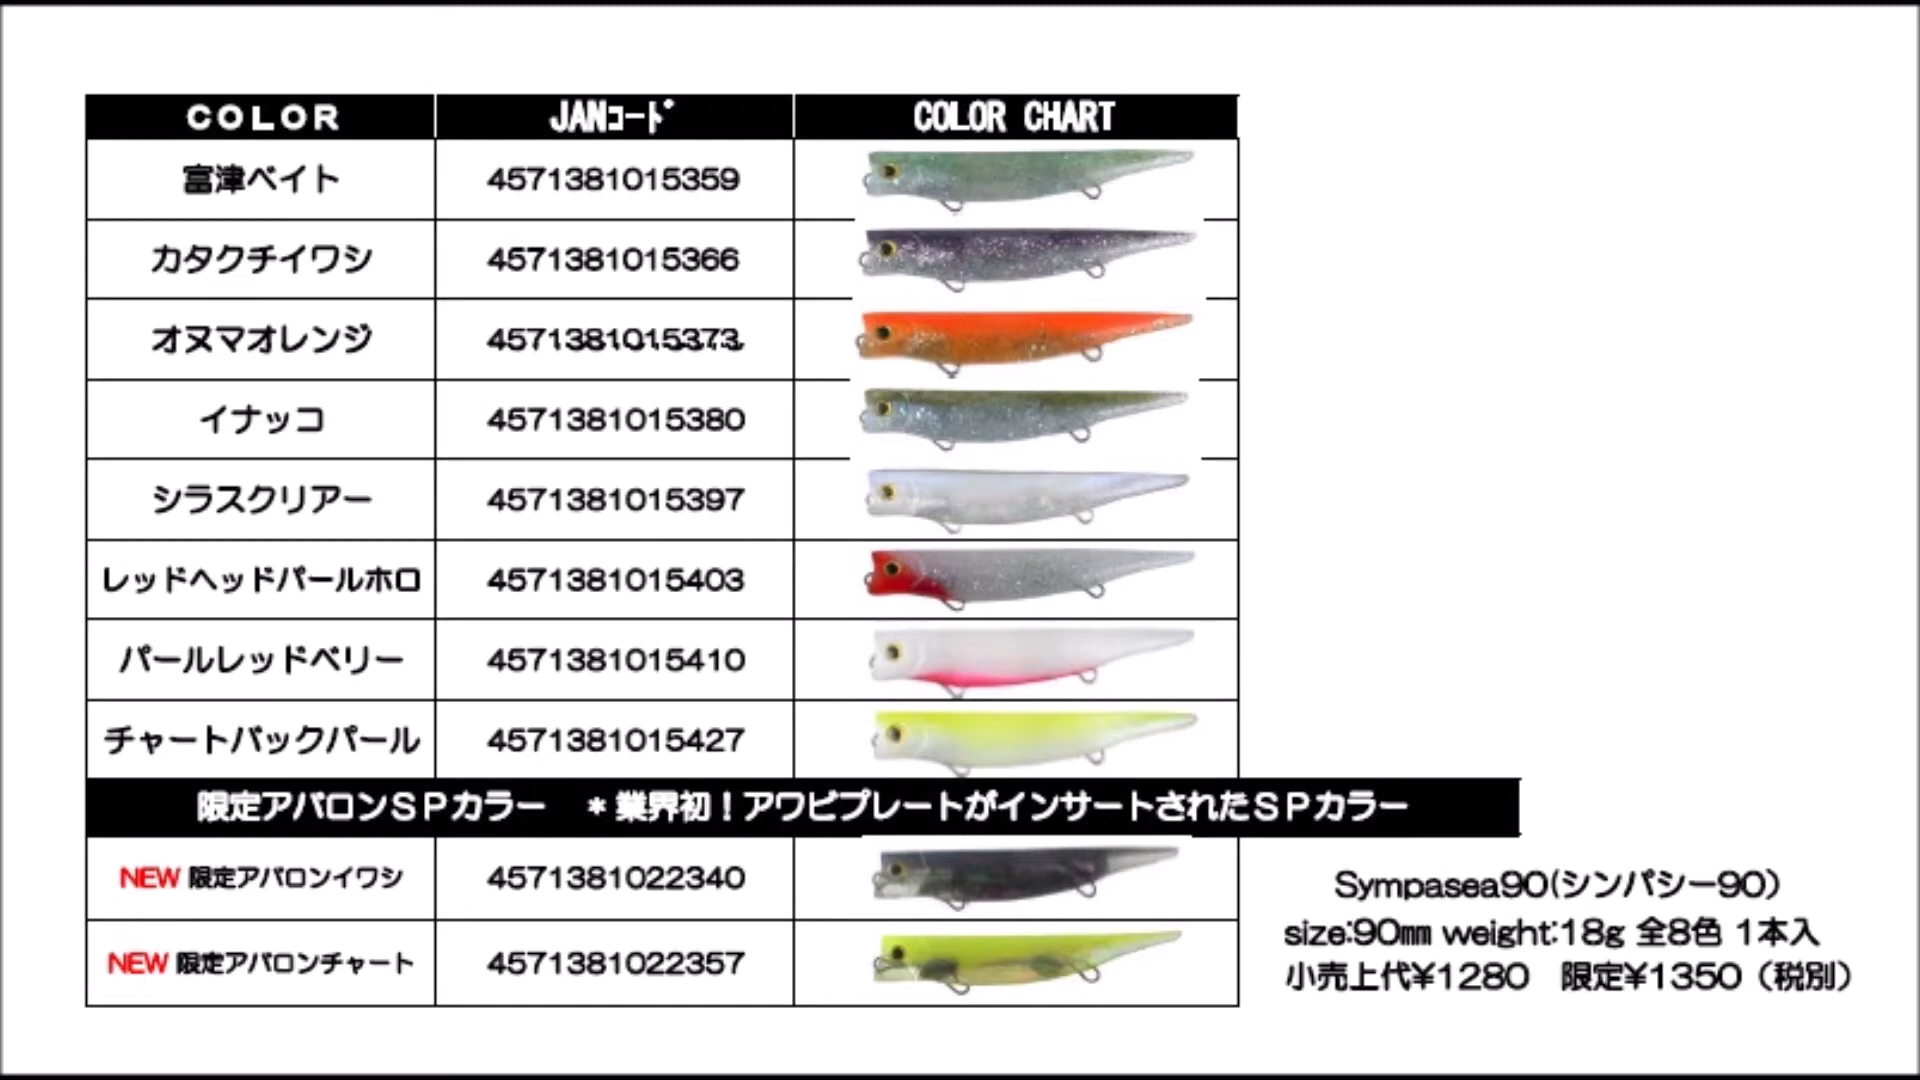 COLOR JANｺｰﾄﾞ COLOR CHART
富津ベイト 4571381015359
カタクチイワシ 4571381015366
オヌマオレンジ 4571381015373
イナッコ 4571381015380
シラスクリアー 4571381015397
レッドヘッドパールホロ 4571381015403
パールレッドベリー 4571381015410
チャートバックパール 4571381015427
限定アバロンＳＰカラー ＊業界初！アワビプレートがインサートされたＳＰカラー
NEW 限定アバロンイワシ 4571381022340
NEW 限定アバロンチャート 4571381022357
Sympasea90(シンパシー90)
size:90㎜ weight:18g 全8色 1本入
小売上代¥1280 限定¥1350（税別）